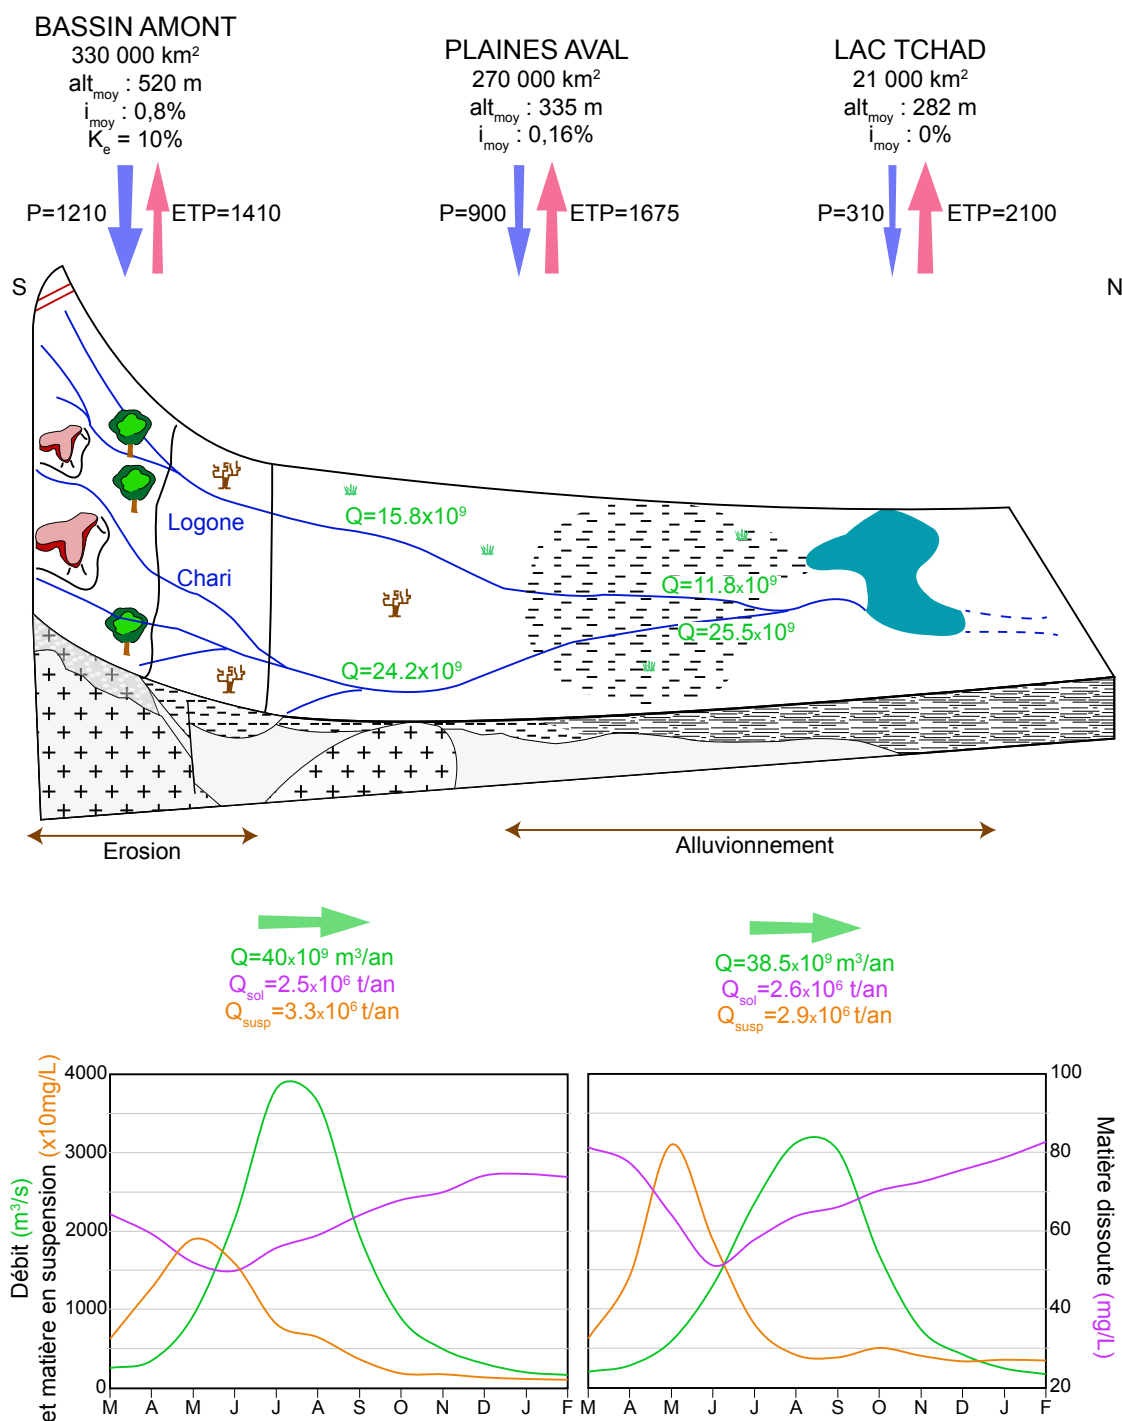 BASSIN AMONT
330 000 km²
alt_moy : 520 m
i_moy : 0,8%
K_e = 10%
P=1210
ETP=1410
PLAINES AVAL
270 000 km²
alt_moy : 335 m
i_moy : 0,16%
P=900
ETP=1675
LAC TCHAD
21 000 km²
alt_moy : 282 m
i_moy : 0%
P=310
ETP=2100
S
N
Logone
Chari
Q=15.8x10⁹
Q=11.8x10⁹
Q=25.5x10⁹
Q=24.2x10⁹
Erosion
Alluvionnement
Q=40x10⁹ m³/an
Q_sol=2.5x10⁶ t/an
Q_susp=3.3x10⁶ t/an
Q=38.5x10⁹ m³/an
Q_sol=2.6x10⁶ t/an
Q_susp=2.9x10⁶ t/an
Débit (m³/s)
et matière en suspension (x10mg/L)
4000
3000
2000
1000
0
M A M J J A S O N D J F
M A M J J A S O N D J F
100
80
60
40
20
Matière dissoute (mg/L)